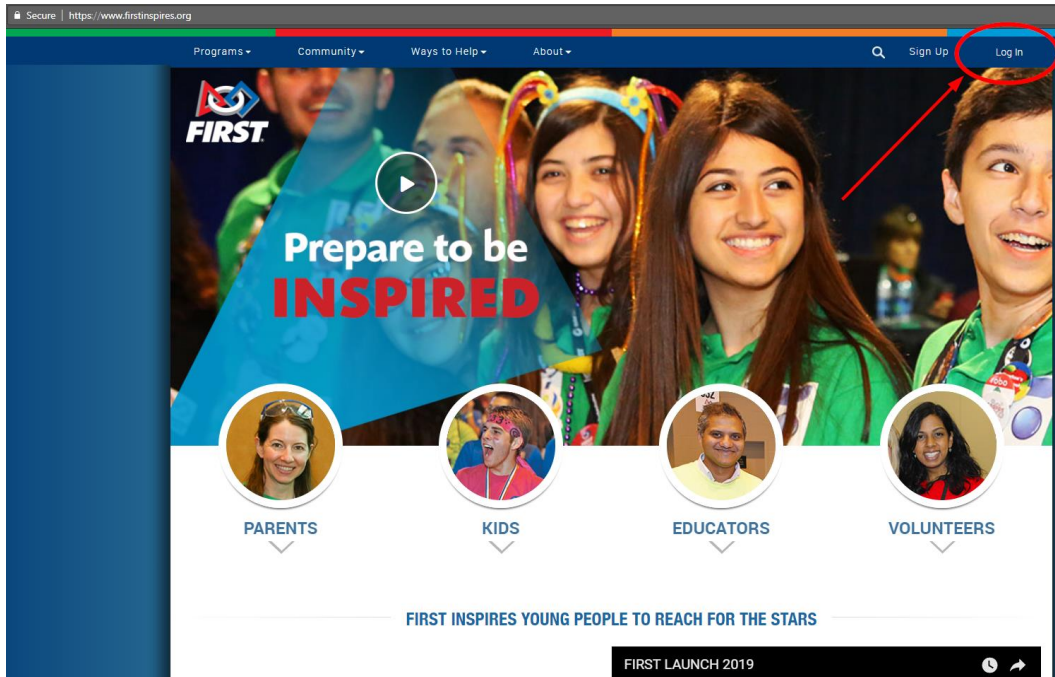 Secure | https://www.firstinspires.org
Programs Community Ways to Help About Sign Up Log In
FIRST
Prepare to be
INSPIRED
PARENTS KIDS EDUCATORS VOLUNTEERS
FIRST INSPIRES YOUNG PEOPLE TO REACH FOR THE STARS
FIRST LAUNCH 2019